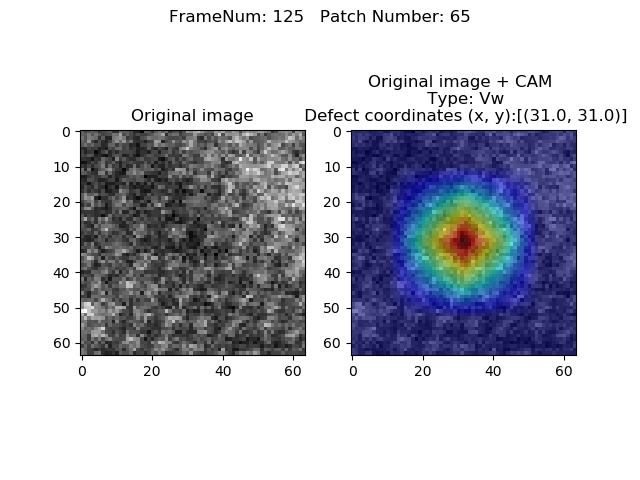 FrameNum: 125   Patch Number: 65
Original image
Original image + CAM
Type: Vw
Defect coordinates (x, y):[(31.0, 31.0)]
0
10
20
30
40
50
60
0 20 40 60
0
10
20
30
40
50
60
0 20 40 60